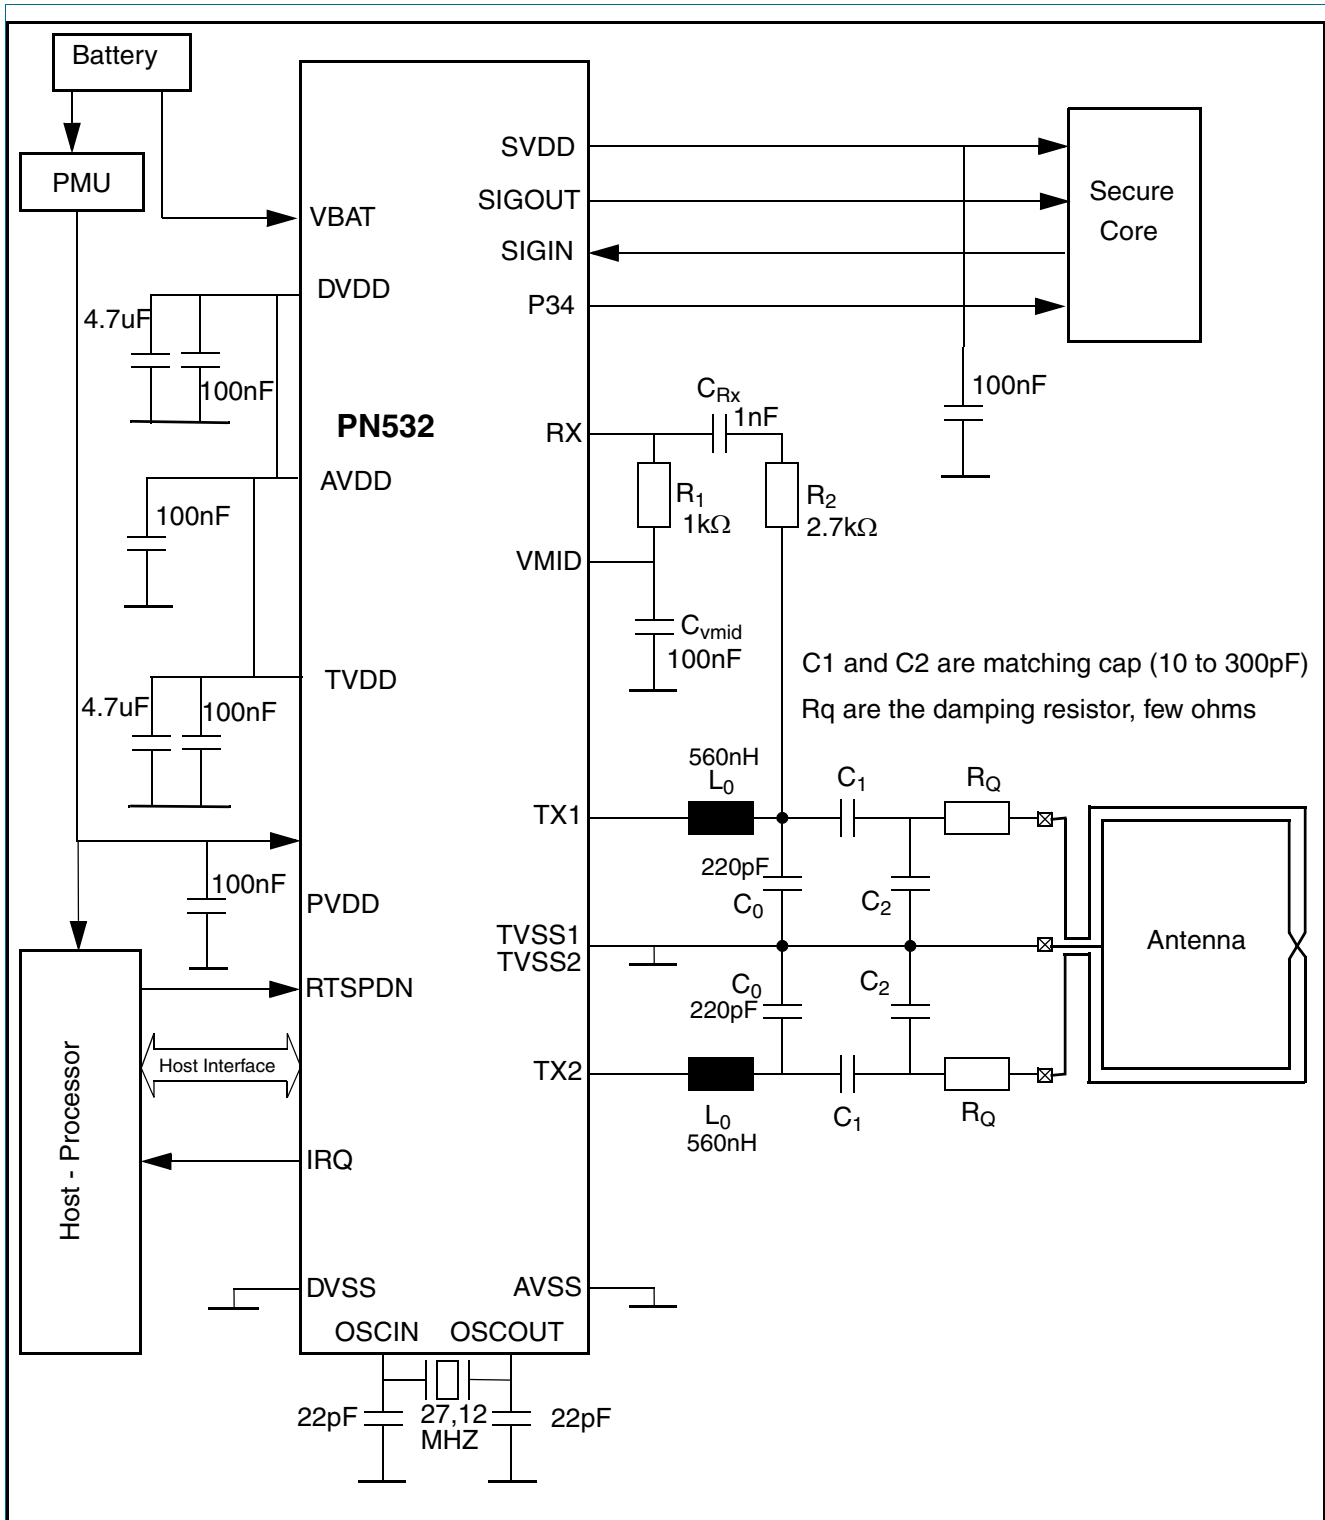 Battery
PMU
VBAT
DVDD
4.7uF
100nF
PN532
AVDD
100nF
TVDD
4.7uF
100nF
100nF
PVDD
RTSPDN
Host Interface
Host - Processor
IRQ
DVSS
AVSS
OSCIN
OSCOUT
22pF
27,12
MHZ
22pF
SVDD
SIGOUT
SIGIN
P34
Secure
Core
100nF
RX
CRx
1nF
R1
1kΩ
R2
2.7kΩ
VMID
Cvmid
100nF
C1 and C2 are matching cap (10 to 300pF)
Rq are the damping resistor, few ohms
TX1
560nH
L0
C1
RQ
220pF
C0
C2
TVSS1
TVSS2
C0
220pF
C2
TX2
L0
560nH
C1
RQ
Antenna